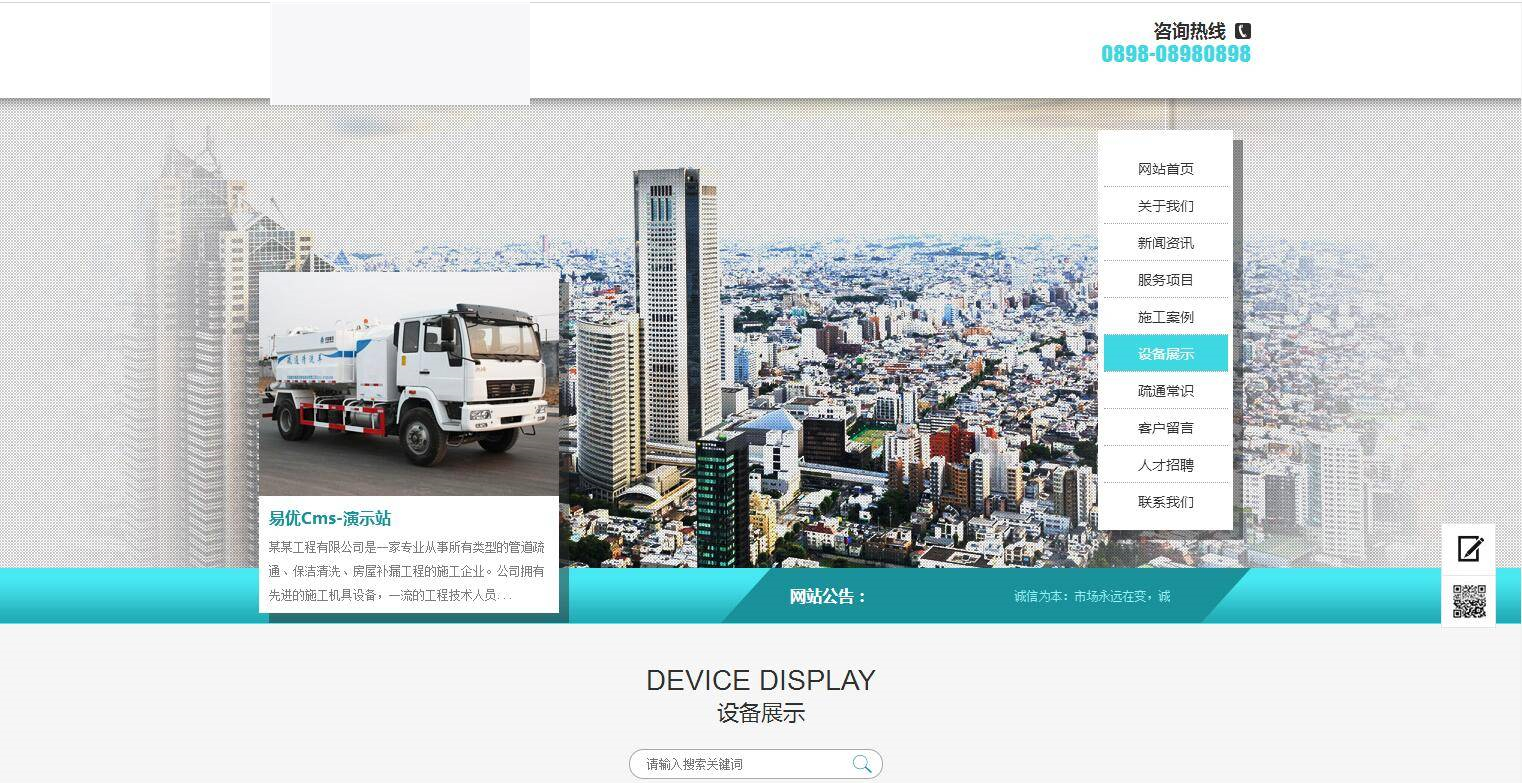 咨询热线
0898-08980898
网站首页
关于我们
新闻资讯
服务项目
施工案例
设备展示
疏通常识
客户留言
人才招聘
联系我们
易优Cms-演示站
某某工程有限公司是一家专业从事所有类型的管道疏
通、保洁清洗、房屋补漏工程的施工企业。公司拥有
先进的施工机具设备，一流的工程技术人员...
网站公告：
诚信为本：市场永远在变，诚
DEVICE DISPLAY
设备展示
请输入搜索关键词